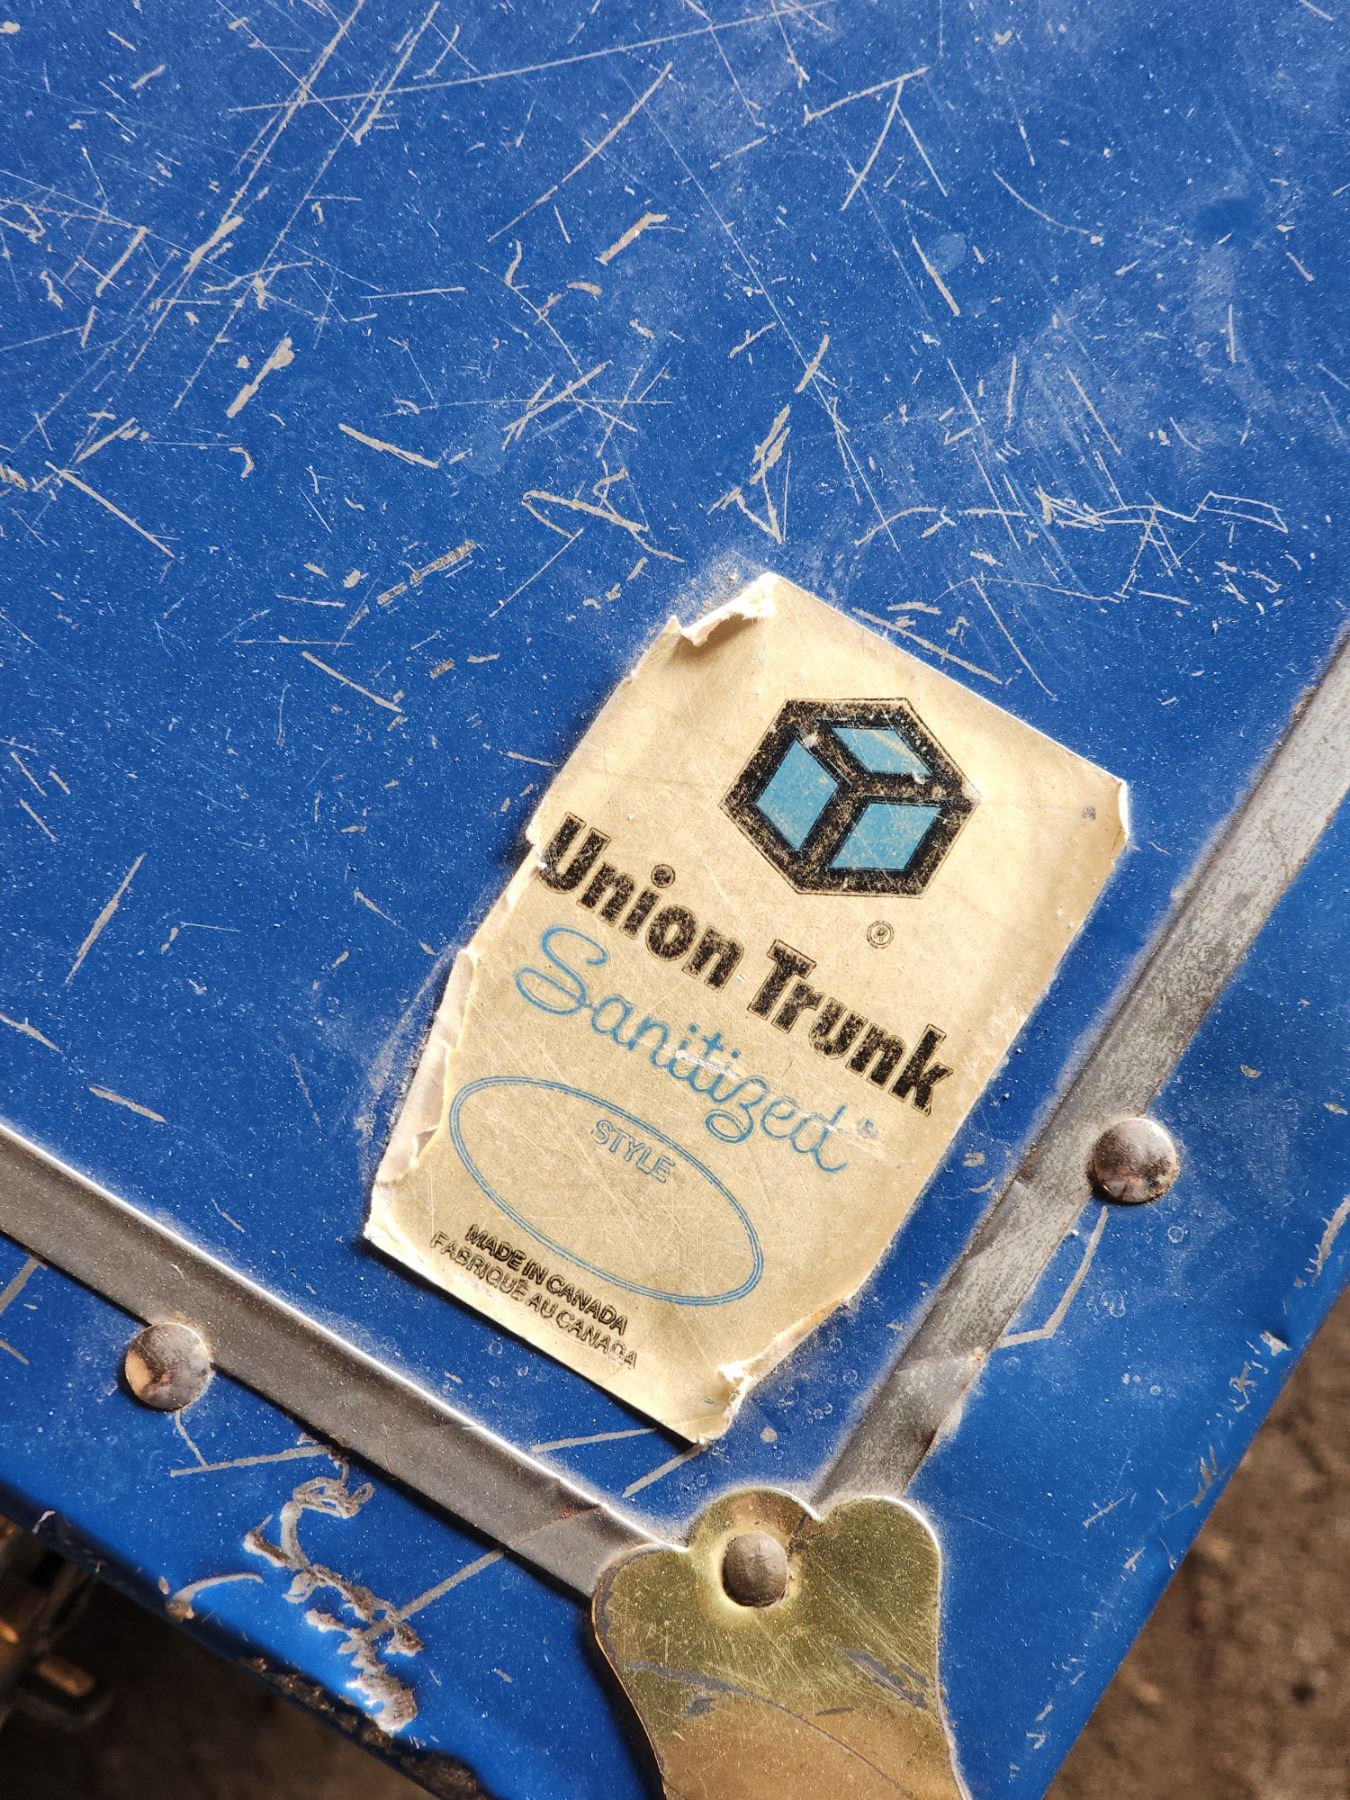 ®
Union Trunk
Sanitized®
STYLE
MADE IN CANADA
FABRIQUÉ AU CANADA